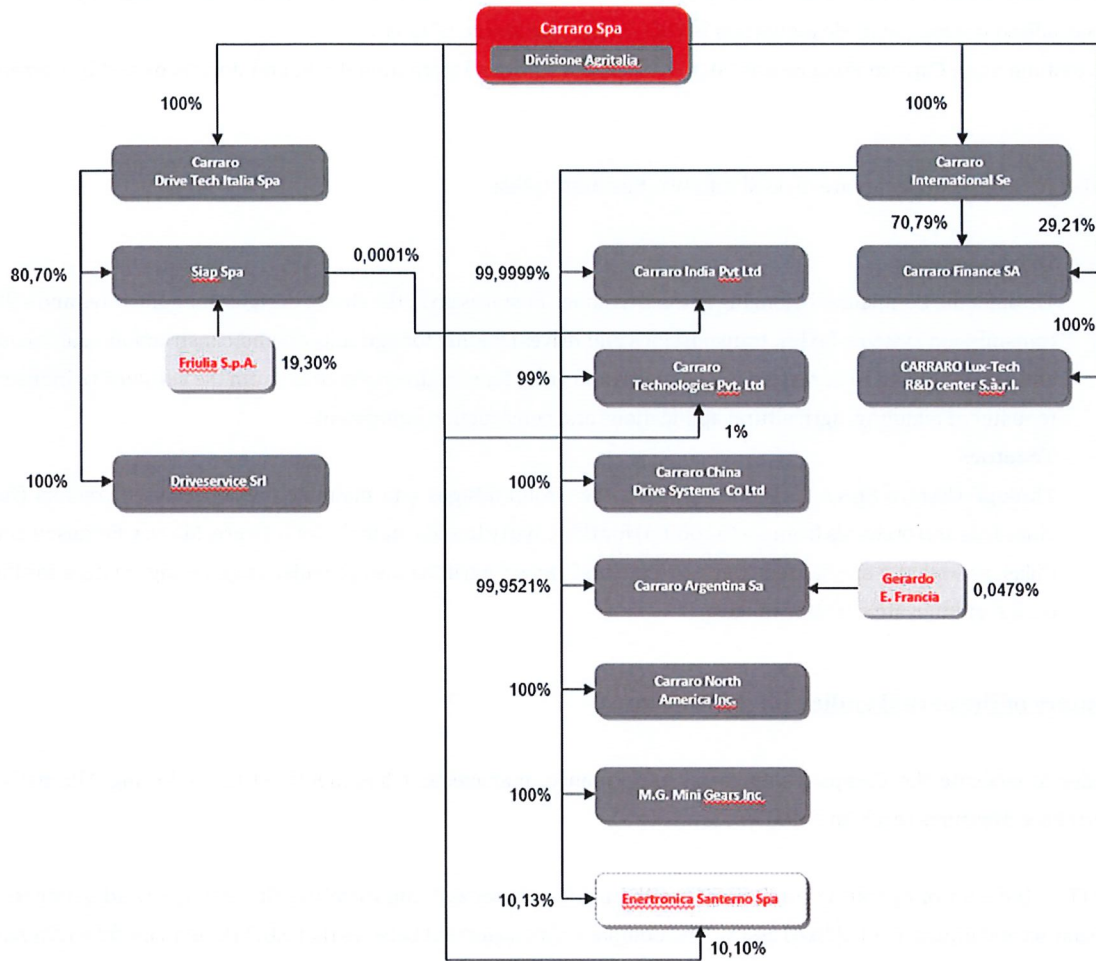 Carraro Spa
Divisione Agritalia
100%
100%
Carraro
Drive Tech Italia Spa
Carraro
International Se
70,79%
29,21%
80,70%
Siap Spa
0,0001%
99,9999%
Carraro India Pvt Ltd
Carraro Finance SA
Friulia S.p.A.
19,30%
100%
99%
Carraro
Technologies Pvt. Ltd
CARRARO Lux-Tech
R&D center S.à.r.l.
1%
100%
Driveservice Srl
100%
Carraro China
Drive Systems Co Ltd
99,9521%
Carraro Argentina Sa
Gerardo
E. Francia
0,0479%
100%
Carraro North
America Inc.
100%
M.G. Mini Gears Inc
10,13%
Enertronica Santerno Spa
10,10%